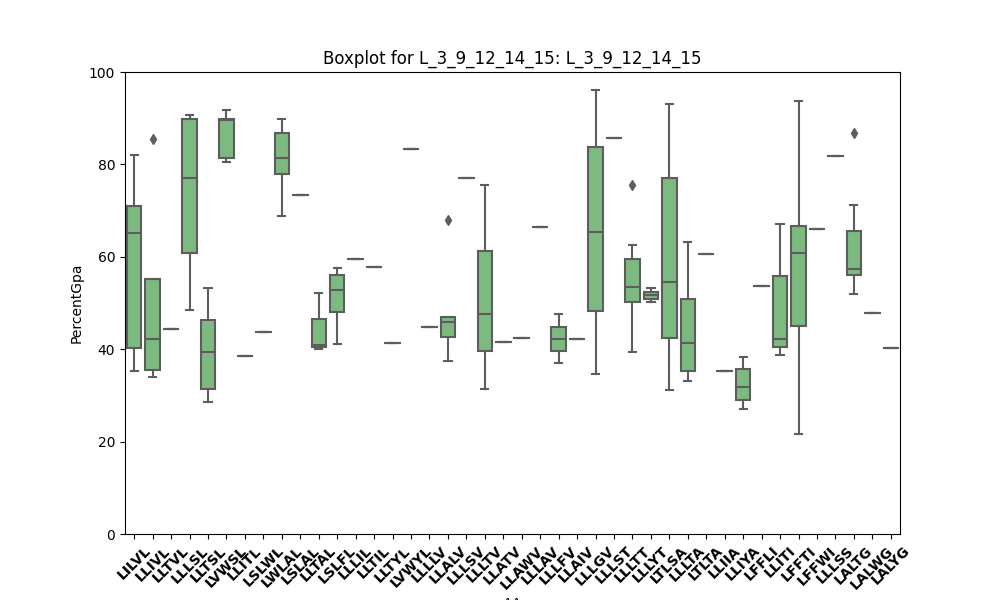 Boxplot for L_3_9_12_14_15: L_3_9_12_14_15
PercentGpa
100
80
60
40
20
0
LILVL
LLIVL
LLTVL
LLLSL
LLTSL
LVWSL
LLITL
LSLWL
LWLAL
LSLAL
LLTAL
LSLFL
LLLIL
LLTIL
LLTYL
LVWYL
LLLLV
LLALV
LLLSV
LLLTV
LLATV
LLAWV
LLLAV
LLLFV
LLAIV
LLLGV
LLLST
LLLTT
LLLYT
LTLSA
LLLTA
LTLTA
LLIIA
LLIYA
LFFLI
LLITI
LFFTI
LFFWI
LLLSS
LALTG
LALWG
LALYG